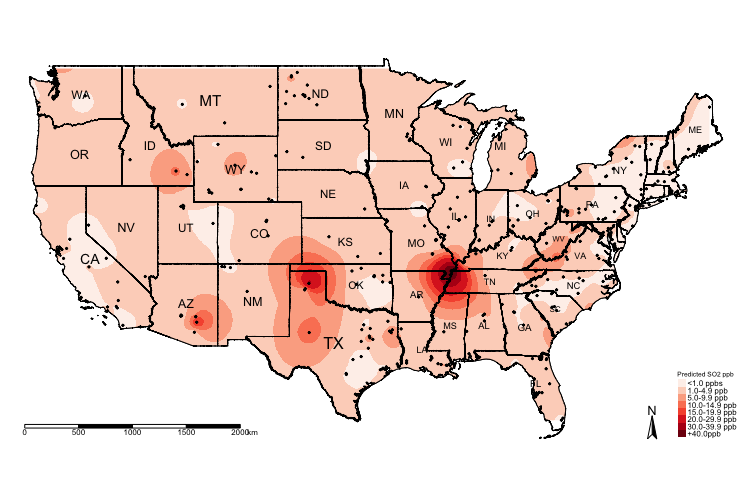 WA
MT
ND
MN
ME
OR
ID
SD
WI
MI
NY
WY
NE
IA
PA
NV
UT
CO
IL
IN
OH
CA
KS
MO
KY
WV
VA
AZ
NM
OK
AR
TN
NC
SC
TX
LA
MS
AL
GA
FL
Predicted SO2 ppb
<1.0 ppbs
1.0-4.9 ppb
5.0-9.9 ppb
10.0-14.9 ppb
15.0-19.9 ppb
20.0-29.9 ppb
30.0-39.9 ppb
+40.0ppb
N
0 500 1000 1500 2000km